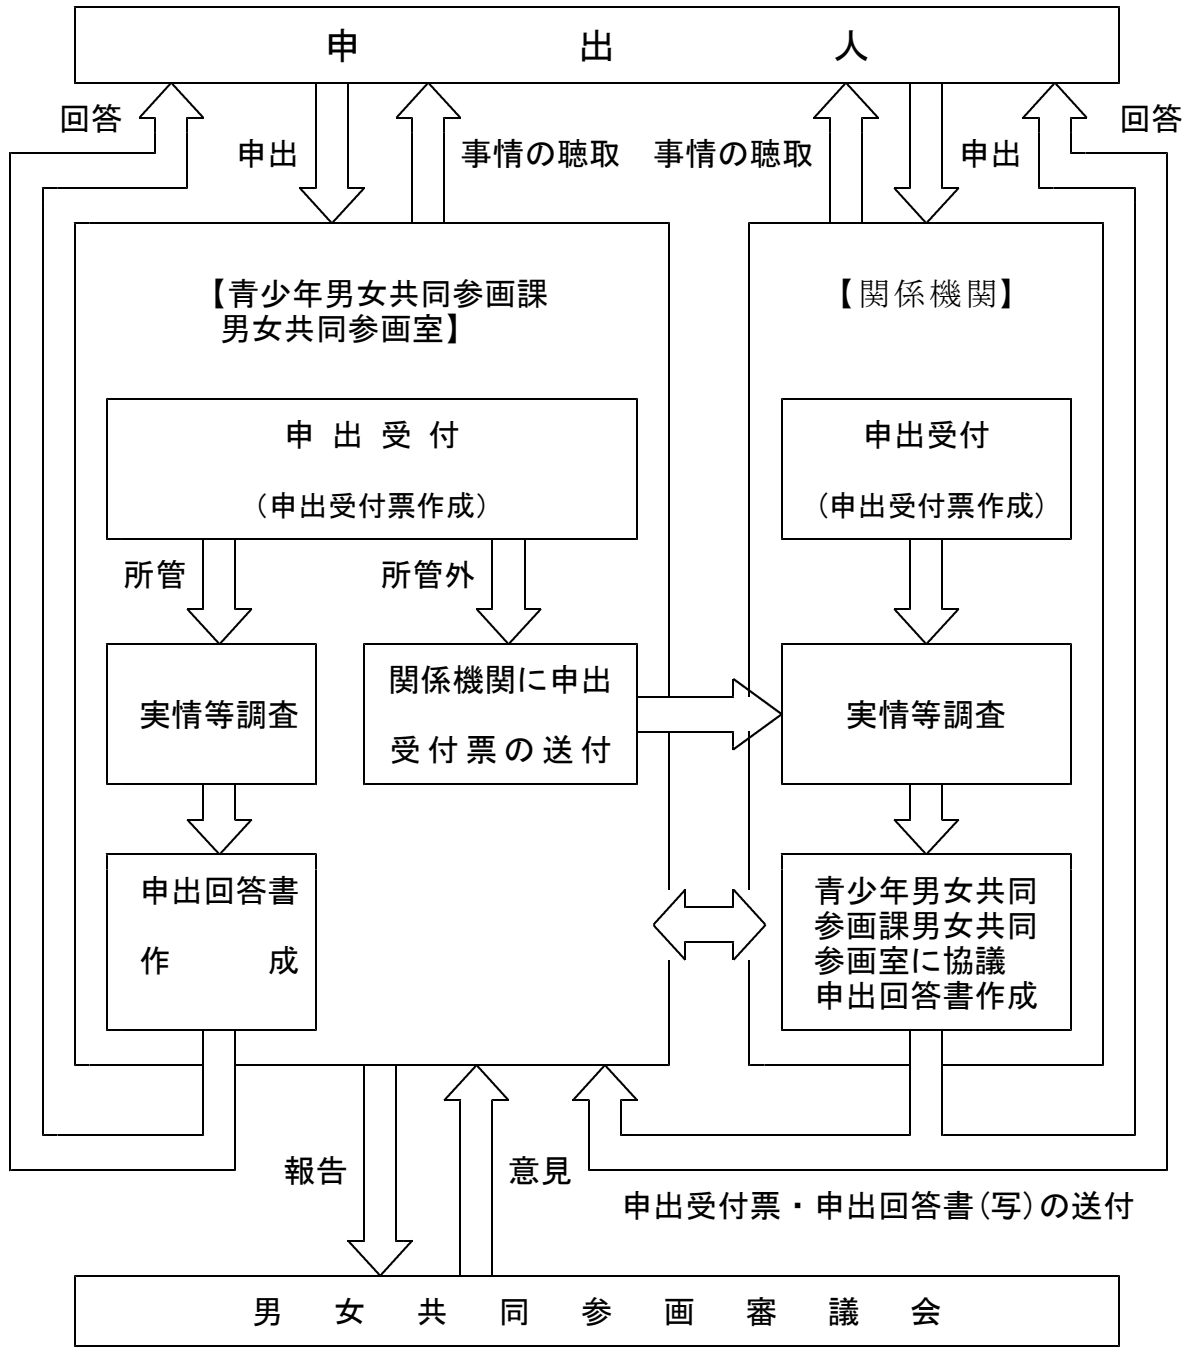 申出人
回答
申出
事情の聴取
事情の聴取
申出
回答
【青少年男女共同参画課
男女共同参画室】
【関係機関】
申出受付
（申出受付票作成）
申出受付
（申出受付票作成）
所管
所管外
実情等調査
関係機関に申出
受付票の送付
実情等調査
申出回答書
作成
青少年男女共同
参画課男女共同
参画室に協議
申出回答書作成
報告
意見
申出受付票・申出回答書(写)の送付
男女共同参画審議会